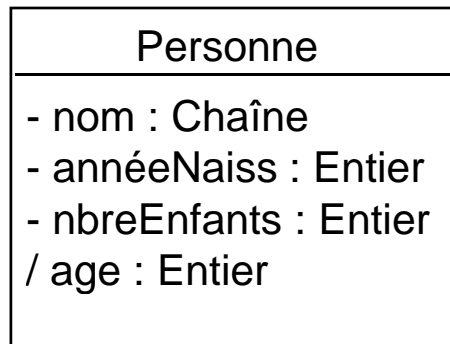 Personne
- nom : Chaîne
- annéeNaiss : Entier
- nbreEnfants : Entier
/ age : Entier